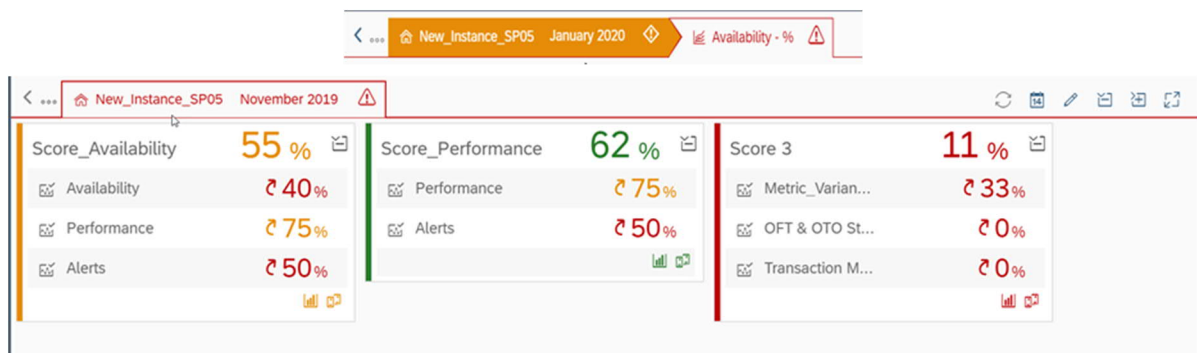 New_Instance_SP05 January 2020 Availability - %
New_Instance_SP05 November 2019 14
Score_Availability 55 % Score_Performance 62 % Score 3 11 %
Availability 40% Performance 75% Metric_Varian... 33%
Performance 75% Alerts 50% OFT & OTO St... 0%
Alerts 50% Transaction M... 0%